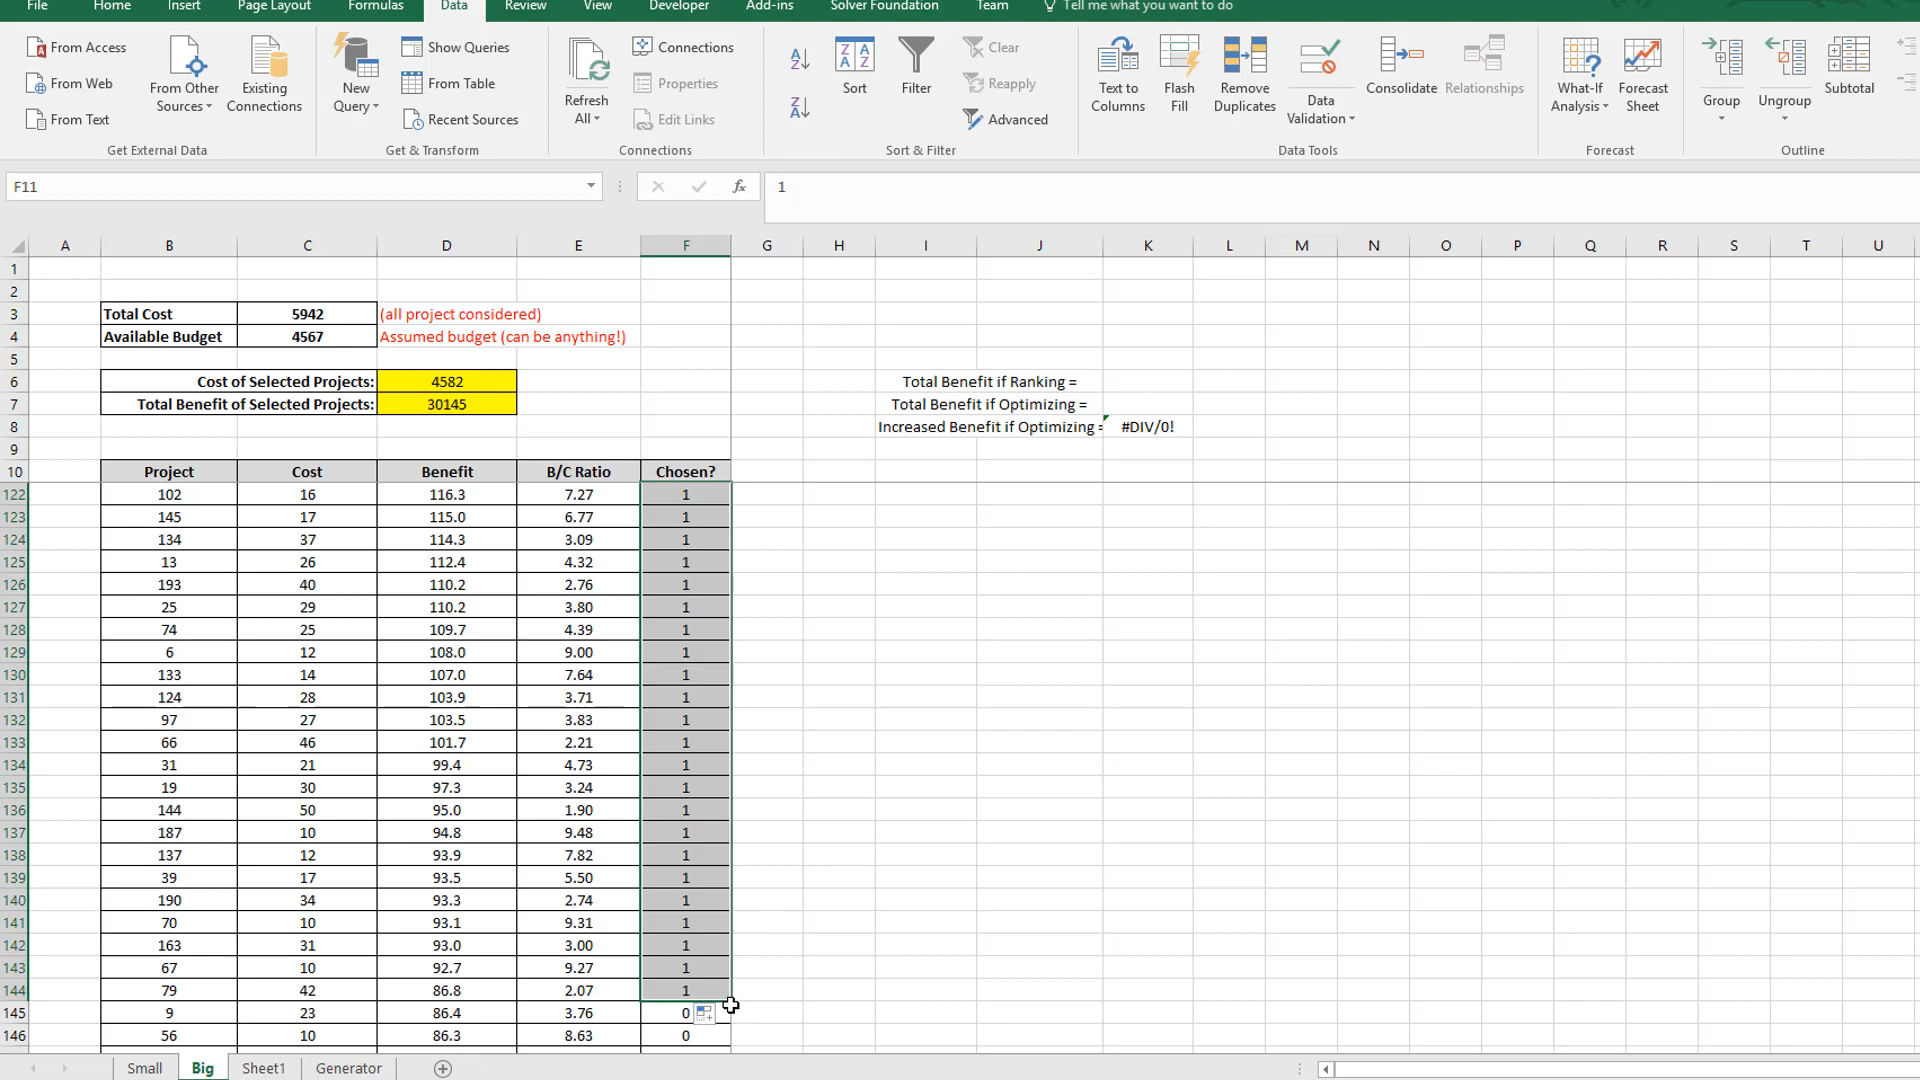 File Home Insert Page Layout Formulas Data Review View Developer Add-ins Solver Foundation Team Tell me what you want to do
From Access
From Web
From Text
From Other Sources
Existing Connections
Get External Data
New Query
Show Queries
From Table
Recent Sources
Get & Transform
Refresh All
Connections
Properties
Edit Links
Connections
Sort
Filter
Clear
Reapply
Advanced
Sort & Filter
Text to Columns
Flash Fill
Remove Duplicates
Data Validation
Consolidate
Relationships
Data Tools
What-If Analysis
Forecast Sheet
Forecast
Group
Ungroup
Subtotal
Outline
F11 fx 1
A B C D E F G H I J K L M N O P Q R S T U
1
2
3 Total Cost 5942 (all project considered)
4 Available Budget 4567 Assumed budget (can be anything!)
5
6 Cost of Selected Projects: 4582 Total Benefit if Ranking =
7 Total Benefit of Selected Projects: 30145 Total Benefit if Optimizing =
8 Increased Benefit if Optimizing = #DIV/0!
9
10 Project Cost Benefit B/C Ratio Chosen?
122 102 16 116.3 7.27 1
123 145 17 115.0 6.77 1
124 134 37 114.3 3.09 1
125 13 26 112.4 4.32 1
126 193 40 110.2 2.76 1
127 25 29 110.2 3.80 1
128 74 25 109.7 4.39 1
129 6 12 108.0 9.00 1
130 133 14 107.0 7.64 1
131 124 28 103.9 3.71 1
132 97 27 103.5 3.83 1
133 66 46 101.7 2.21 1
134 31 21 99.4 4.73 1
135 19 30 97.3 3.24 1
136 144 50 95.0 1.90 1
137 187 10 94.8 9.48 1
138 137 12 93.9 7.82 1
139 39 17 93.5 5.50 1
140 190 34 93.3 2.74 1
141 70 10 93.1 9.31 1
142 163 31 93.0 3.00 1
143 67 10 92.7 9.27 1
144 79 42 86.8 2.07 1
145 9 23 86.4 3.76 0
146 56 10 86.3 8.63 0
Small Big Sheet1 Generator